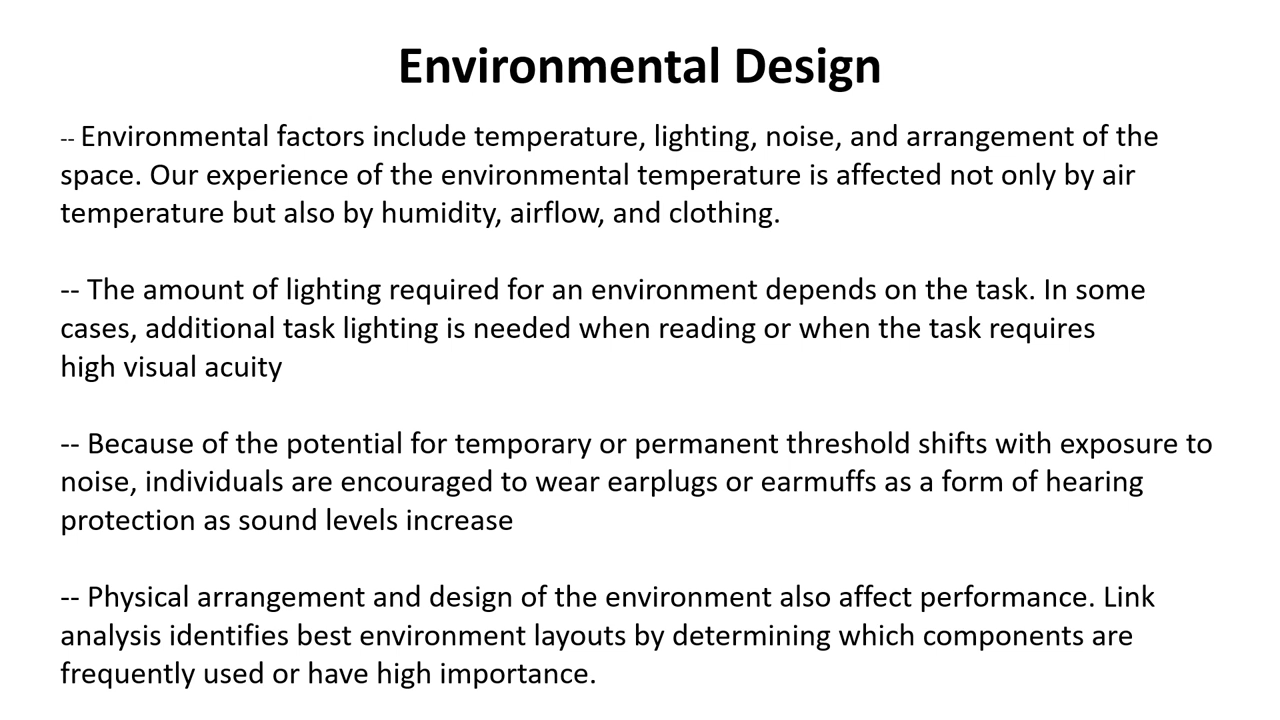 Environmental Design
-- Environmental factors include temperature, lighting, noise, and arrangement of the
space. Our experience of the environmental temperature is affected not only by air
temperature but also by humidity, airflow, and clothing.
-- The amount of lighting required for an environment depends on the task. In some
cases, additional task lighting is needed when reading or when the task requires
high visual acuity
-- Because of the potential for temporary or permanent threshold shifts with exposure to
noise, individuals are encouraged to wear earplugs or earmuffs as a form of hearing
protection as sound levels increase
-- Physical arrangement and design of the environment also affect performance. Link
analysis identifies best environment layouts by determining which components are
frequently used or have high importance.